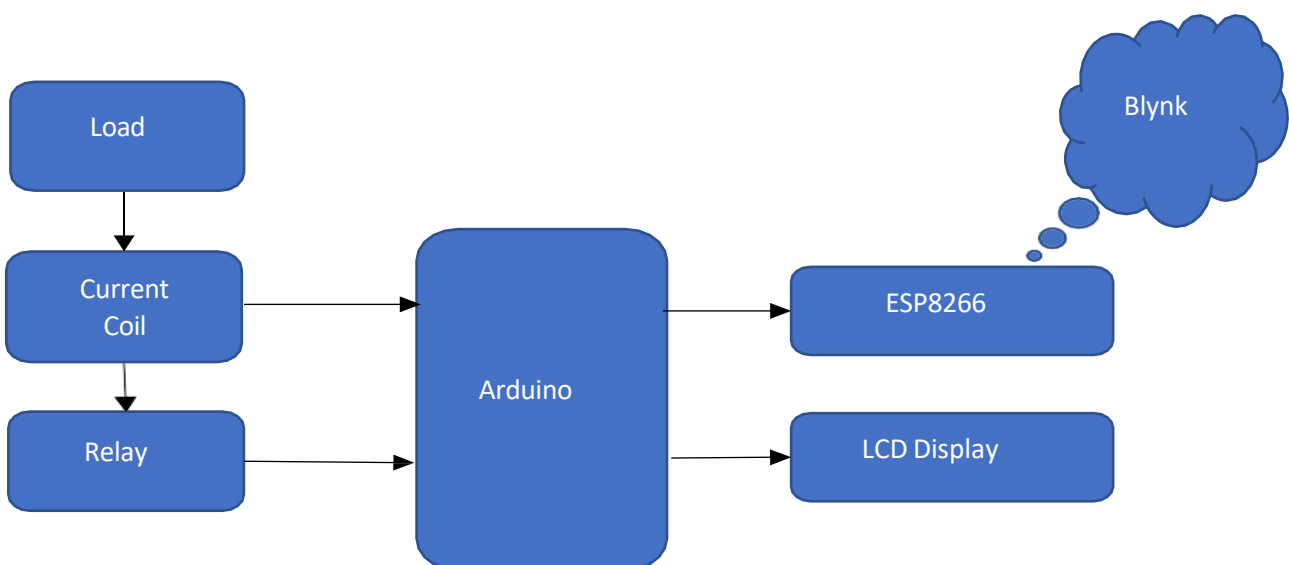 Blynk
Load
Current
Coil
ESP8266
Arduino
Relay
LCD Display